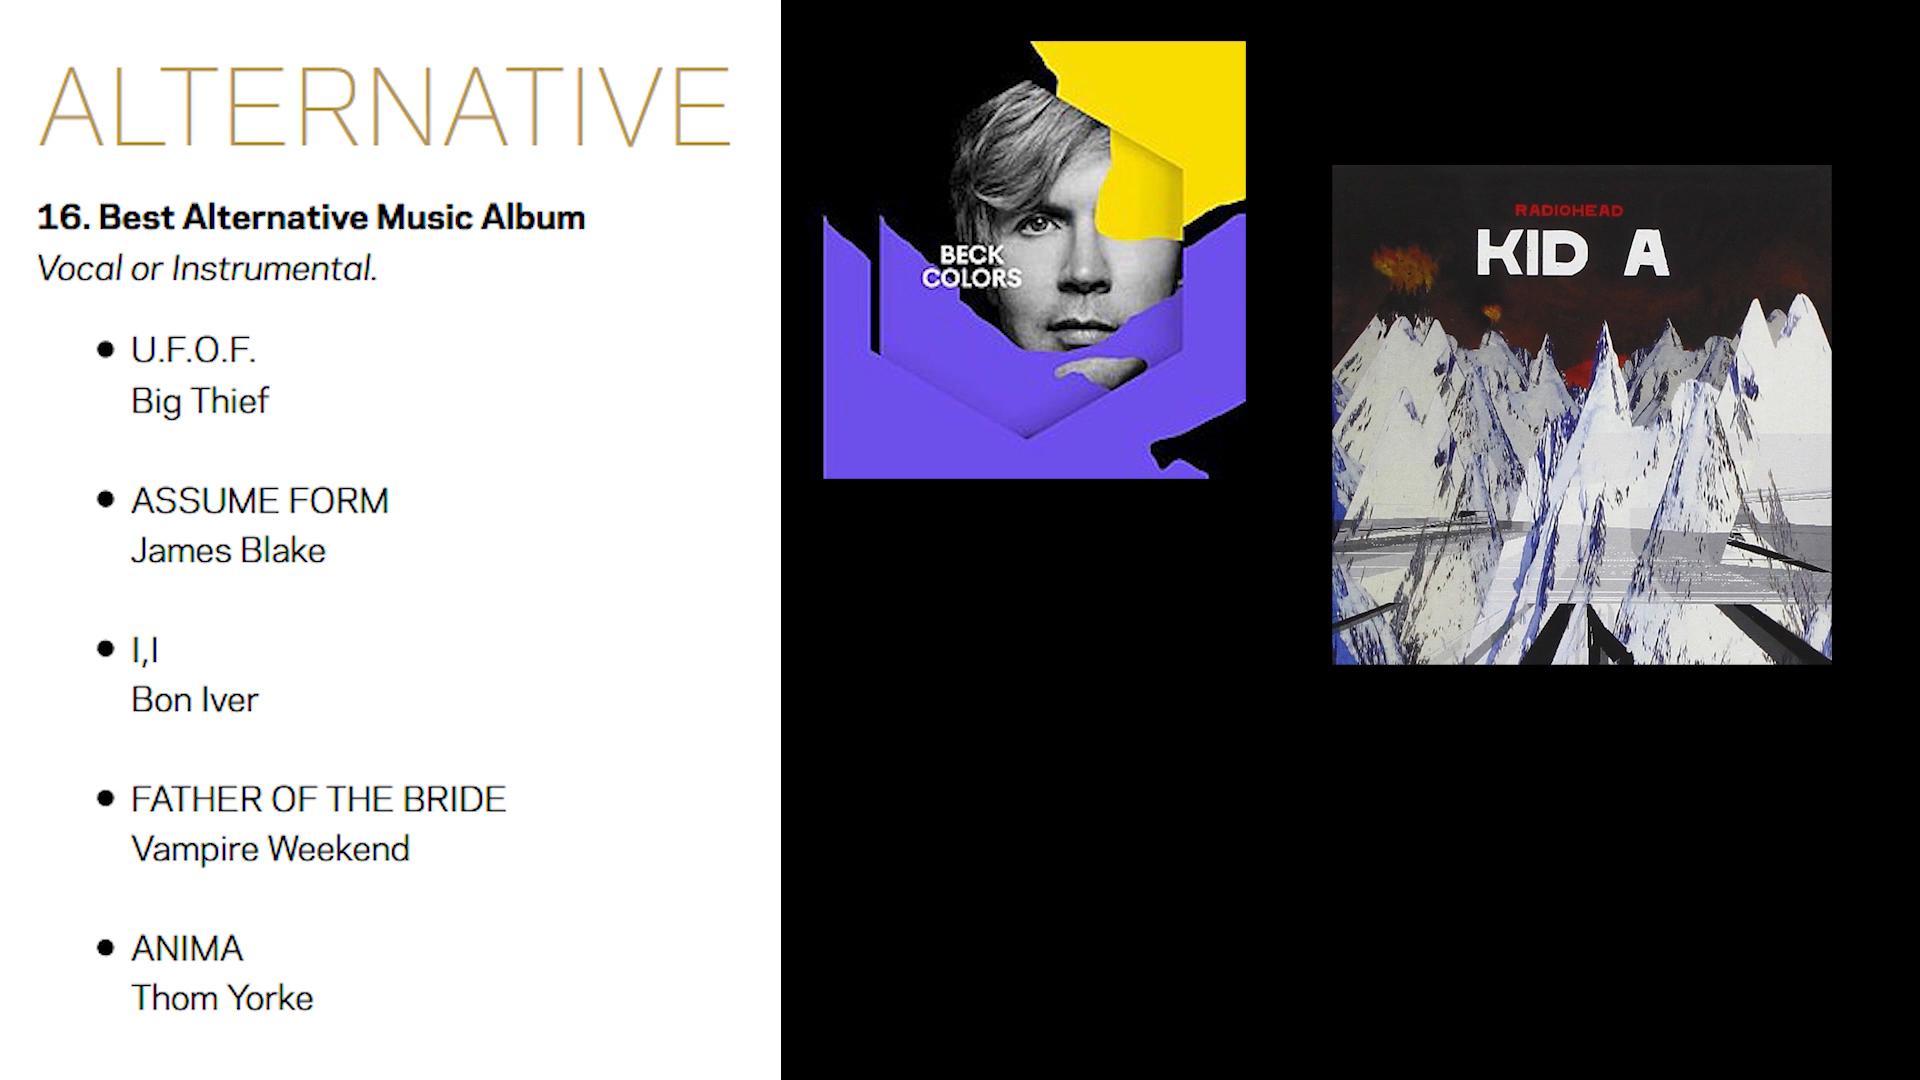 ALTERNATIVE
16. Best Alternative Music Album
Vocal or Instrumental.
● U.F.O.F.
Big Thief
● ASSUME FORM
James Blake
● I,I
Bon Iver
● FATHER OF THE BRIDE
Vampire Weekend
● ANIMA
Thom Yorke
BECK
COLORS
RADIOHEAD
KID A